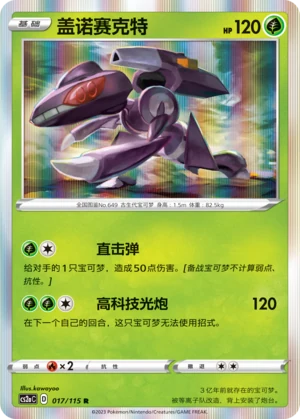 基础 盖诺赛克特 HP 120
全国图鉴No.649 古生代宝可梦 身高：1.5m 体重：82.5kg
直击弹
给对手的1只宝可梦，造成50点伤害。[备战宝可梦不计算弱点、
抗性。]
高科技光炮 120
在下一个自己的回合，这只宝可梦无法使用招式。
弱点 ×2 抗性 撤退
Illus.kawayoo
CS2aC D 017/115 R
3亿年前就存在的宝可梦。
被等离子队改造，背上安装了炮台。
©2023 Pokémon/Nintendo/Creatures/GAME FREAK.